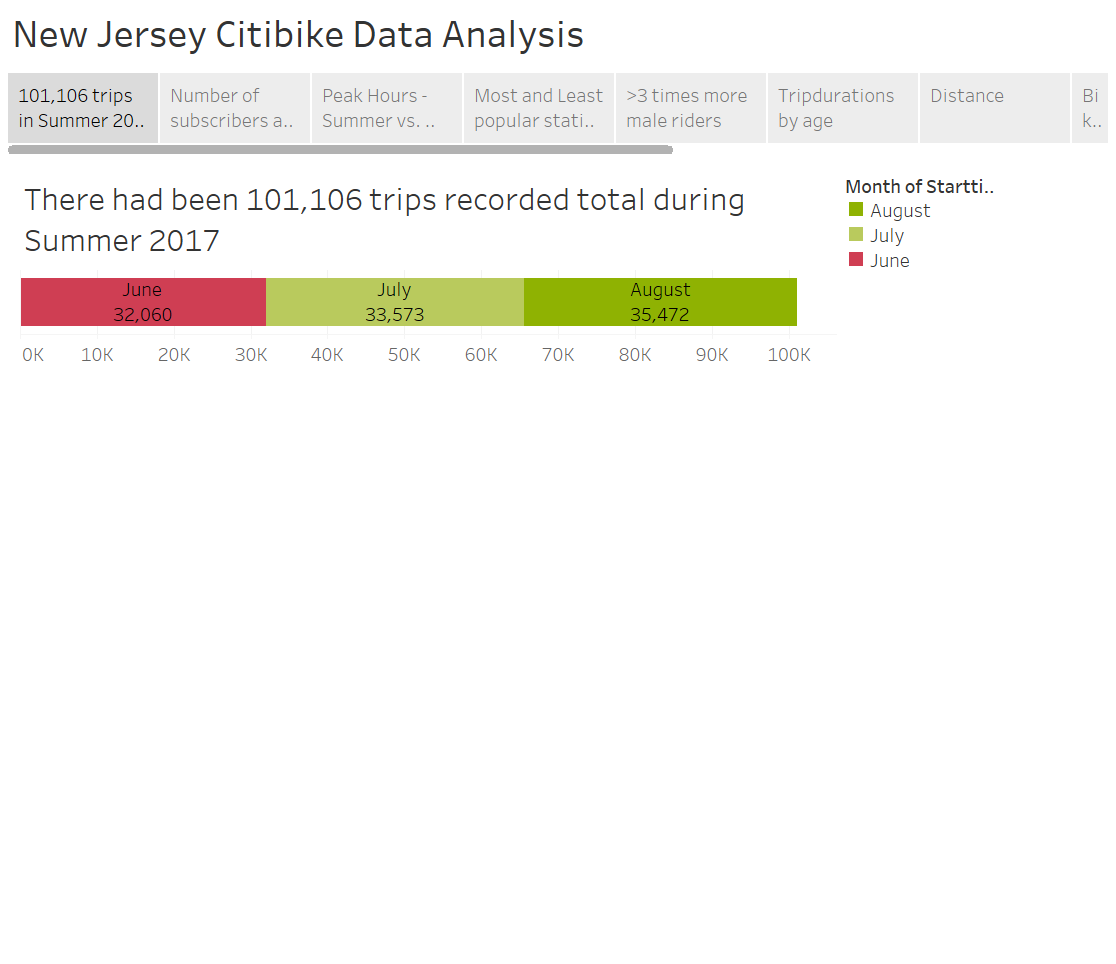 New Jersey Citibike Data Analysis
101,106 trips
in Summer 20..
Number of
subscribers a..
Peak Hours -
Summer vs. ..
Most and Least
popular stati..
>3 times more
male riders
Tripdurations
by age
Distance
Bi
k..
There had been 101,106 trips recorded total during
Summer 2017
Month of Startti..
August
July
June
June
32,060
July
33,573
August
35,472
0K 10K 20K 30K 40K 50K 60K 70K 80K 90K 100K